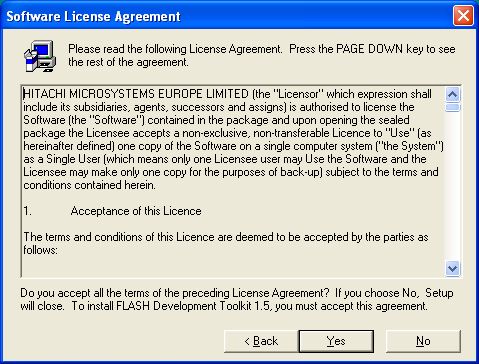 Software License Agreement
Please read the following License Agreement. Press the PAGE DOWN key to see
the rest of the agreement.
HITACHI MICROSYSTEMS EUROPE LIMITED (the "Licensor" which expression shall
include its subsidiaries, agents, successors and assigns) is authorised to license the
Software (the "Software") contained in the package and upon opening the sealed
package the Licensee accepts a non-exclusive, non-transferable Licence to "Use" (as
hereinafter defined) one copy of the Software on a single computer system ("the System")
as a Single User (which means only one Licensee user may Use the Software and the
Licensee may make only one copy for the purposes of back-up) subject to the terms and
conditions contained herein.
1. Acceptance of this Licence
The terms and conditions of this Licence are deemed to be accepted by the parties as
follows:
Do you accept all the terms of the preceding License Agreement? If you choose No, Setup
will close. To install FLASH Development Toolkit 1.5, you must accept this agreement.
< Back Yes No